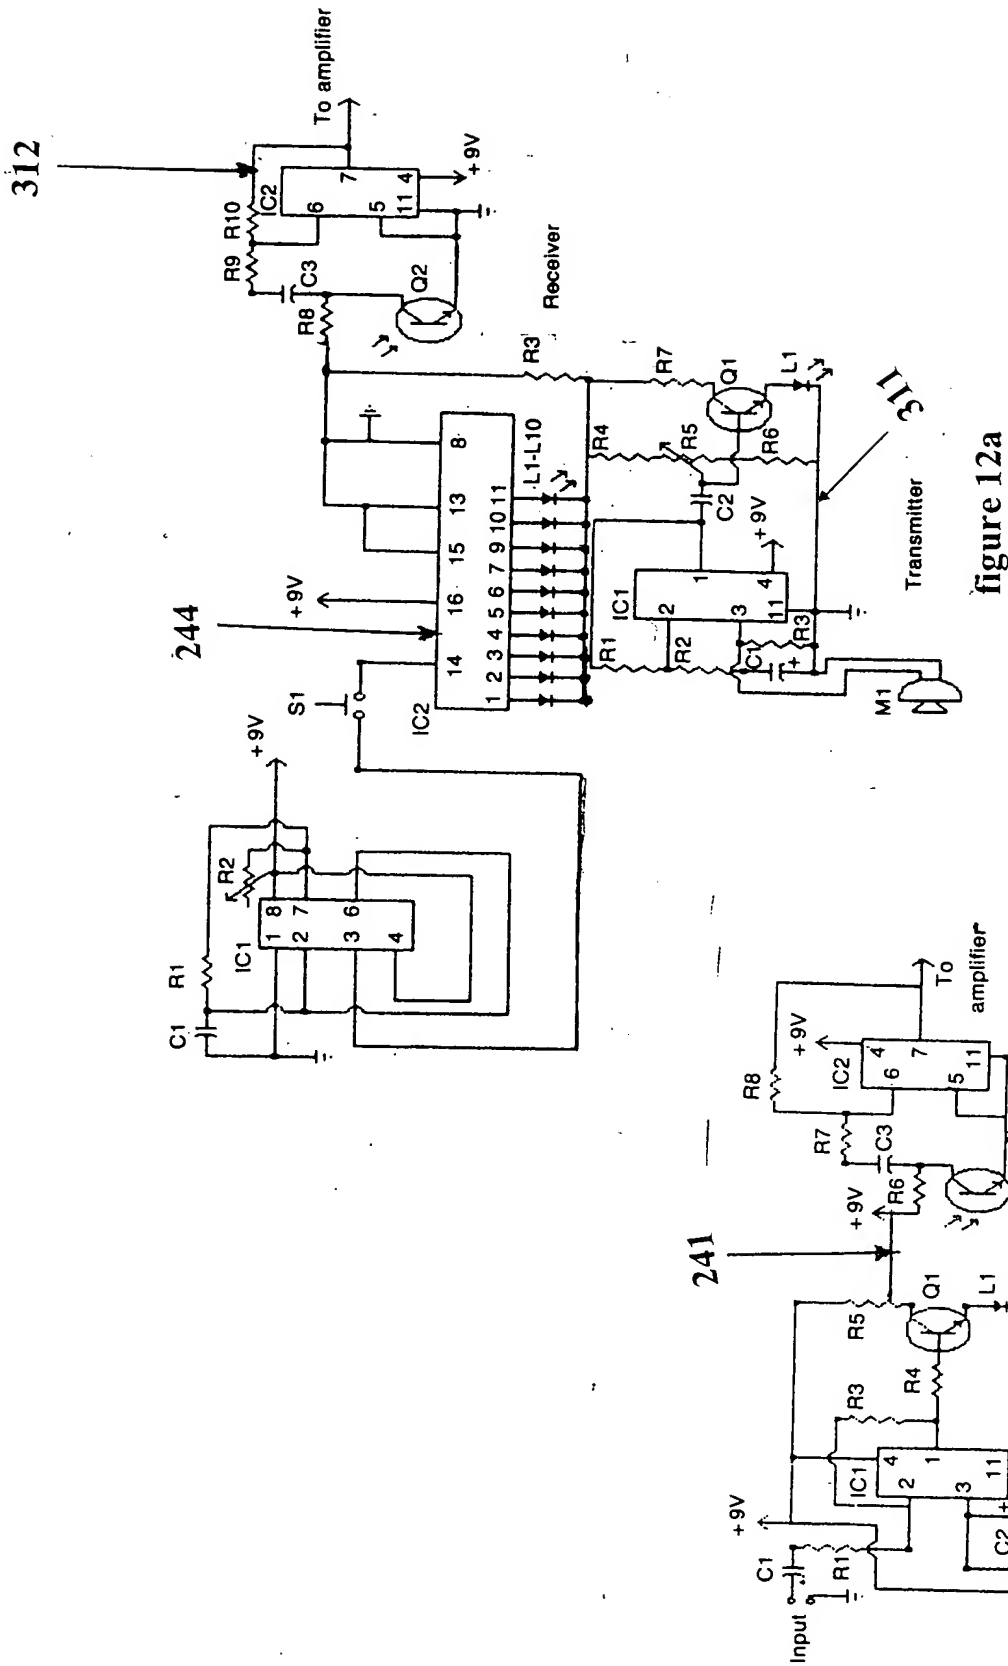 312
To amplifier
R10
R9
IC2
6
7
5
11
4
+9V
C3
R8
Q2
Receiver
244
+9V
S1
14
16
15
13
8
IC2
1 2 3 4 5 6 7 9 10 11
L1-L10
R3
R7
R4
R5
R6
Q1
L1
C2
+9V
IC1
1
2
3
4
11
R1
R2
R3
C1
+
M1
311
Transmitter
figure 12a
+9V
R2
R1
C1
IC1
1 8
2 7
3 6
4
241
+9V
R8
IC2
4
6
7
5
11
To
amplifier
R7
C3
+9V
R6
R5
Q1
L1
R4
R3
IC1
4
2
1
3
11
+9V
C1
R1
Input
C2
+